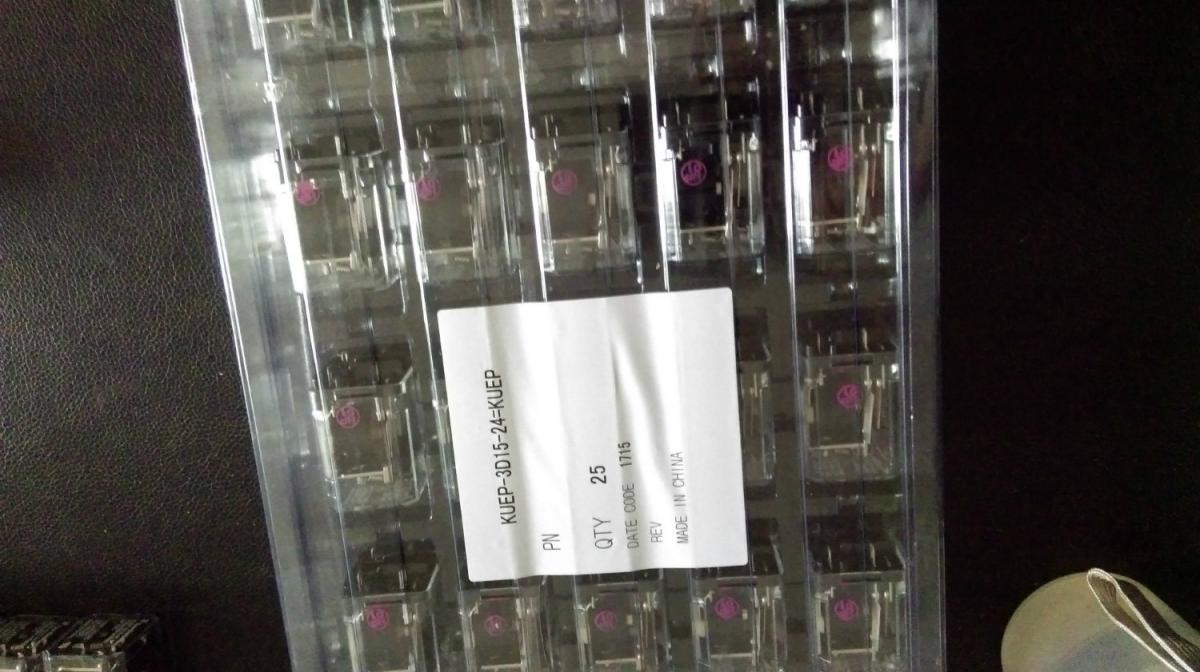 KUEP-3D15-24=KUEP
PN
QTY 25
DATE CODE 1715
REV
MADE IN CHINA